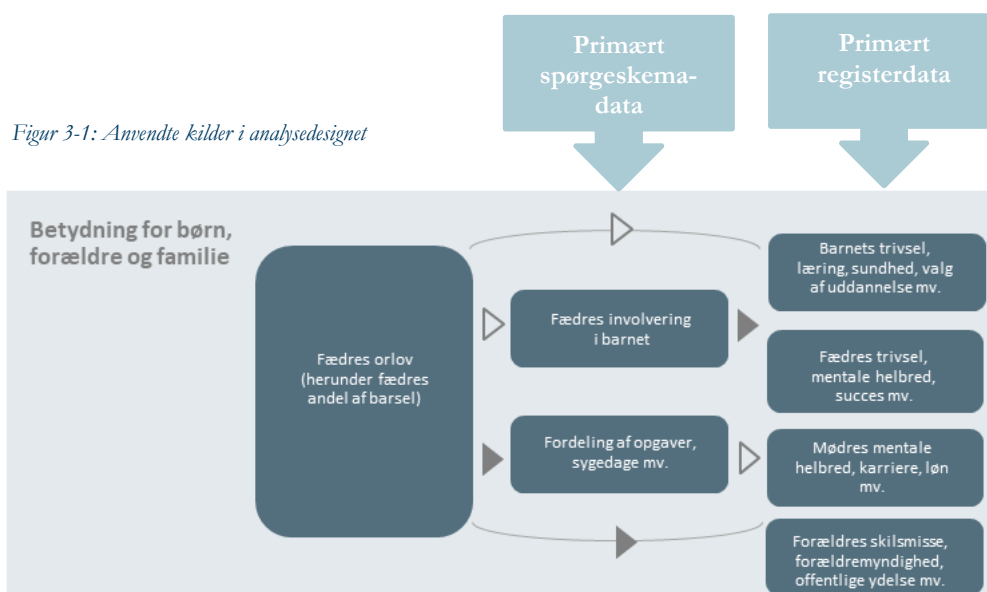 Primært
spørgeskema-
data
Primært
registerdata
Figur 3-1: Anvendte kilder i analysedesignet
Betydning for børn,
forældre og familie
Fædres orlov
(herunder fædres
andel af barsel)
Fædres involvering
i barnet
Fordeling af opgaver,
sygedage mv.
Barnets trivsel,
læring, sundhed, valg
af uddannelse mv.
Fædres trivsel,
mentale helbred,
succes mv.
Mødres mentale
helbred, karriere, løn
mv.
Forældres skilsmisse,
forældremyndighed,
offentlige ydelse mv.